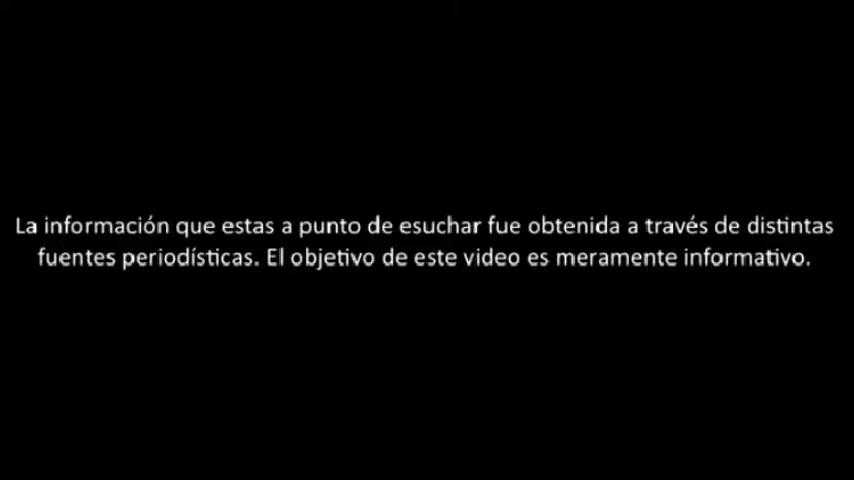 La información que estas a punto de esuchar fue obtenida a través de distintas
fuentes periodísticas. El objetivo de este video es meramente informativo.